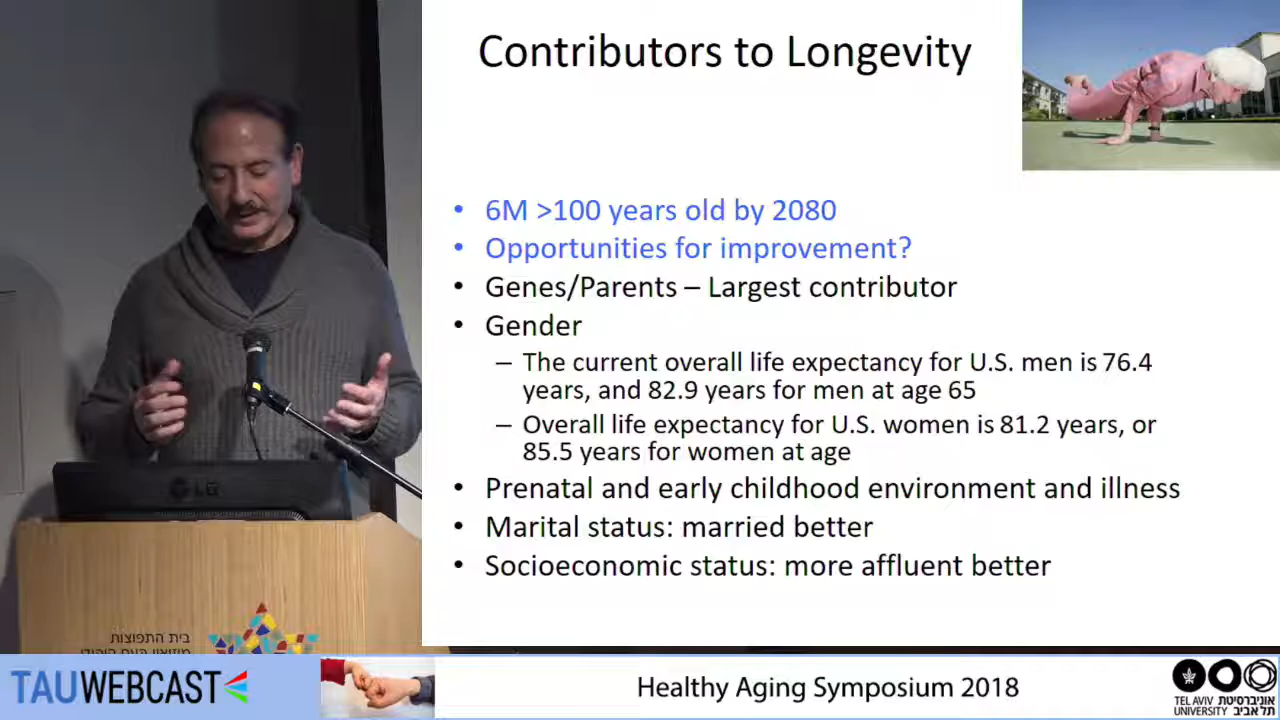 Contributors to Longevity
• 6M >100 years old by 2080
• Opportunities for improvement?
• Genes/Parents – Largest contributor
• Gender
– The current overall life expectancy for U.S. men is 76.4
years, and 82.9 years for men at age 65
– Overall life expectancy for U.S. women is 81.2 years, or
85.5 years for women at age
• Prenatal and early childhood environment and illness
• Marital status: married better
• Socioeconomic status: more affluent better
LG
בית התפוצות
מוזיאון העם היהודי
TAUWEBCAST
Healthy Aging Symposium 2018
TEL AVIV אוניברסיטת
UNIVERSITY תל אביב